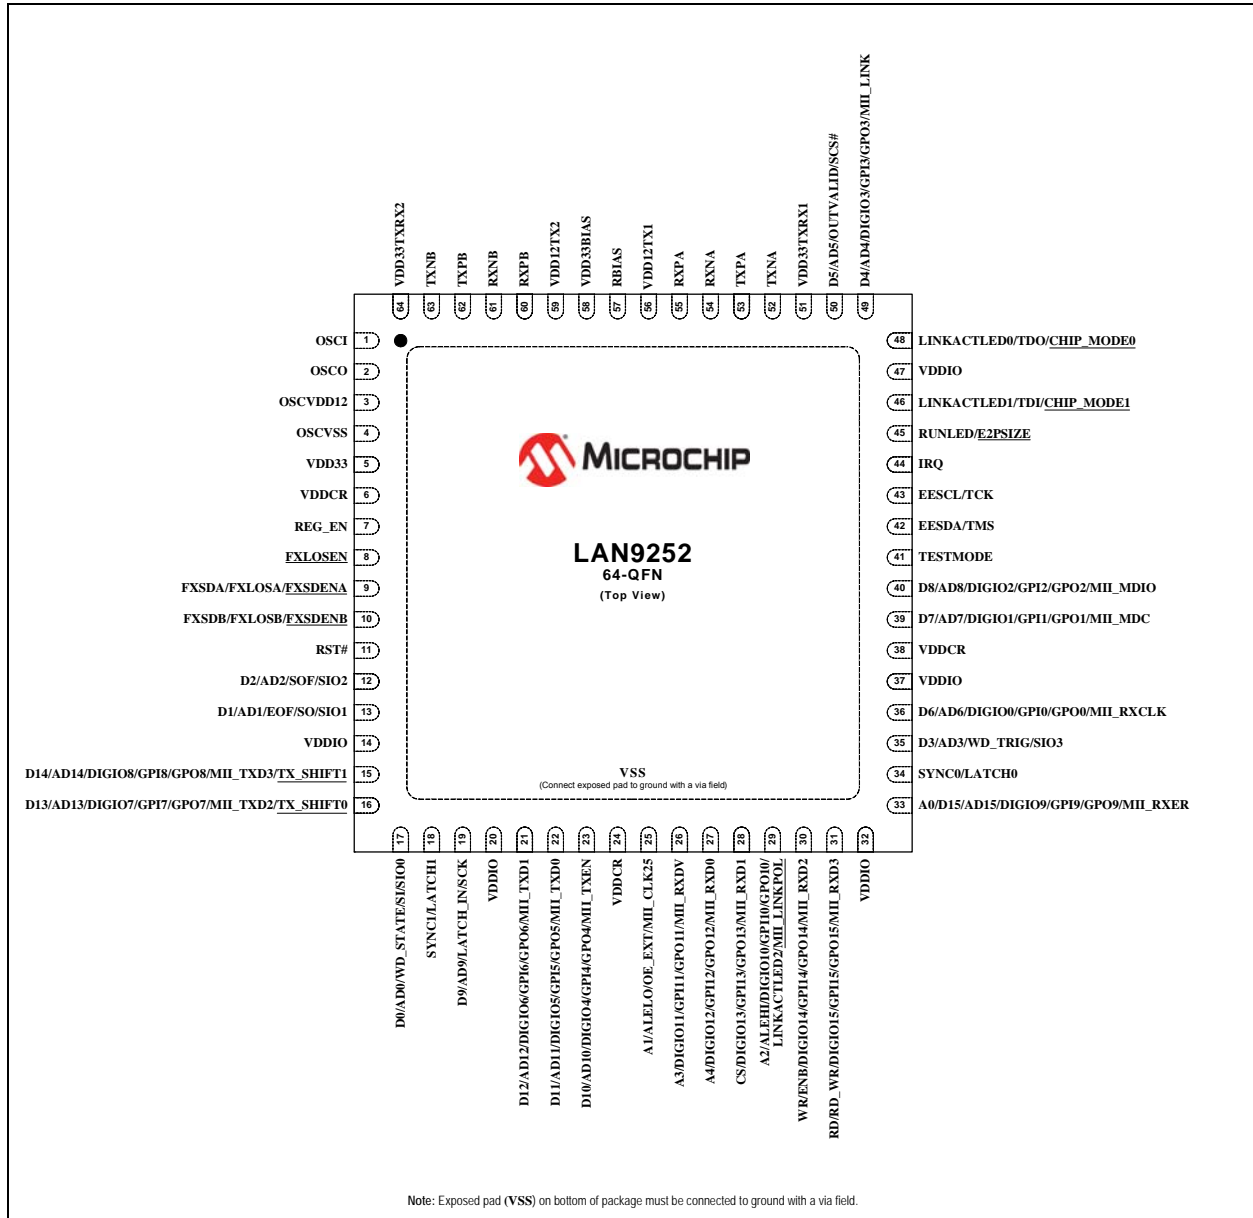 D4/AD4/DIGIO3/GPI3/GPO3/MII_LINK
D5/AD5/OUTVALID/SCS#
VDD33TXRX1
TXNA
TXPA
RXNA
RXPA
VDD12TX1
RBIAS
VDD33BIAS
VDD12TX2
RXPB
RXNB
TXPB
TXNB
VDD33TXRX2
64
63
62
61
60
59
58
57
56
55
54
53
52
51
50
49
OSCI 1
OSCO 2
OSCVDD12 3
OSCVSS 4
VDD33 5
VDDCR 6
REG_EN 7
FXLOSEN 8
FXSDA/FXLOSA/FXSDENA 9
FXSDB/FXLOSB/FXSDENB 10
RST# 11
D2/AD2/SOF/SIO2 12
D1/AD1/EOF/SO/SIO1 13
VDDIO 14
D14/AD14/DIGIO8/GPI8/GPO8/MII_TXD3/TX_SHIFT1 15
D13/AD13/DIGIO7/GPI7/GPO7/MII_TXD2/TX_SHIFT0 16
MICROCHIP
LAN9252
64-QFN
(Top View)
VSS
(Connect exposed pad to ground with a via field)
48 LINKACTLED0/TDO/CHIP_MODE0
47 VDDIO
46 LINKACTLED1/TDI/CHIP_MODE1
45 RUNLED/E2PSIZE
44 IRQ
43 EESCL/TCK
42 EESDA/TMS
41 TESTMODE
40 D8/AD8/DIGIO2/GPI2/GPO2/MII_MDIO
39 D7/AD7/DIGIO1/GPI1/GPO1/MII_MDC
38 VDDCR
37 VDDIO
36 D6/AD6/DIGIO0/GPI0/GPO0/MII_RXCLK
35 D3/AD3/WD_TRIG/SIO3
34 SYNC0/LATCH0
33 A0/D15/AD15/DIGIO9/GPI9/GPO9/MII_RXER
17
18
19
20
21
22
23
24
25
26
27
28
29
30
31
32
D0/AD0/WD_STATE/SI/SIO0
SYNC1/LATCH1
D9/AD9/LATCH_IN/SCK
VDDIO
D12/AD12/DIGIO6/GPI6/GPO6/MII_TXD1
D11/AD11/DIGIO5/GPI5/GPO5/MII_TXD0
D10/AD10/DIGIO4/GPI4/GPO4/MII_TXEN
VDDCR
A1/ALELO/OE_EXT/MII_CLK25
A3/DIGIO11/GPI11/GPO11/MII_RXDV
A4/DIGIO12/GPI12/GPO12/MII_RXD0
CS/DIGIO13/GPI13/GPO13/MII_RXD1
A2/ALEHI/DIGIO10/GPI10/GPO10/
LINKACTLED2/MII_LINKPOL
WR/ENB/DIGIO14/GPI14/GPO14/MII_RXD2
RD/RD_WR/DIGIO15/GPI15/GPO15/MII_RXD3
VDDIO
Note: Exposed pad (VSS) on bottom of package must be connected to ground with a via field.